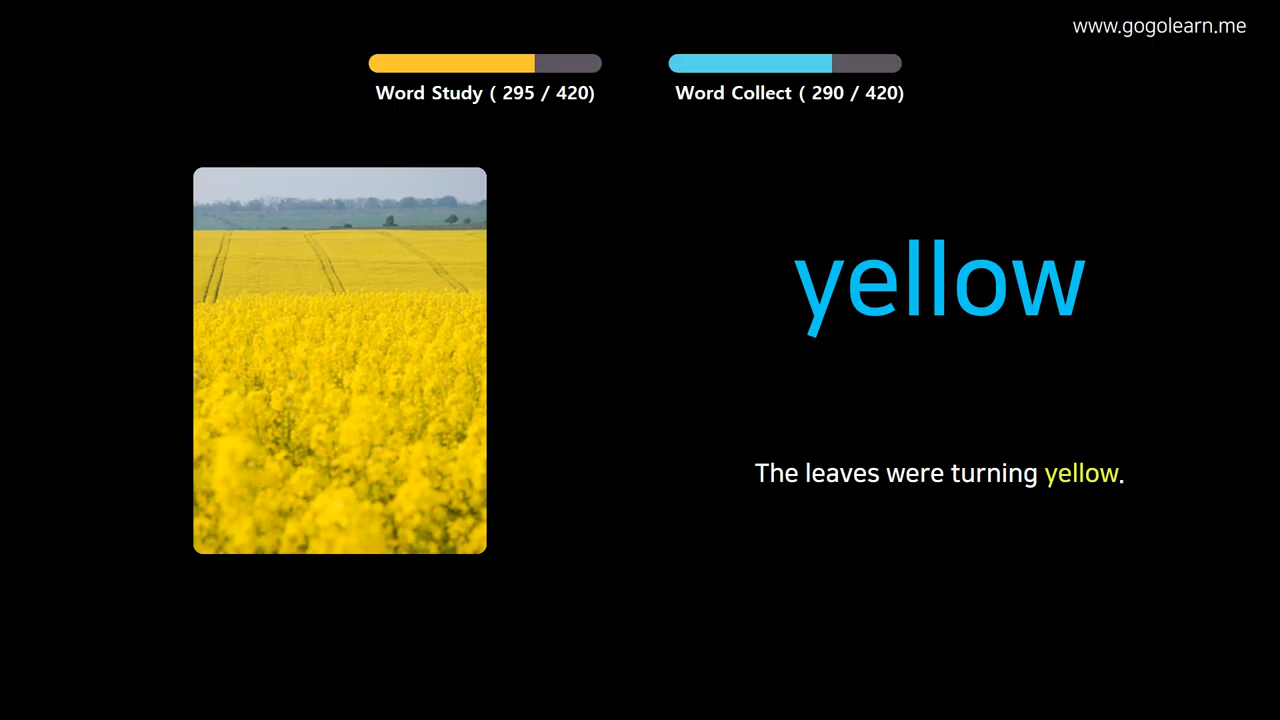 www.gogolearn.me
Word Study ( 295 / 420)
Word Collect ( 290 / 420)
yellow
The leaves were turning yellow.